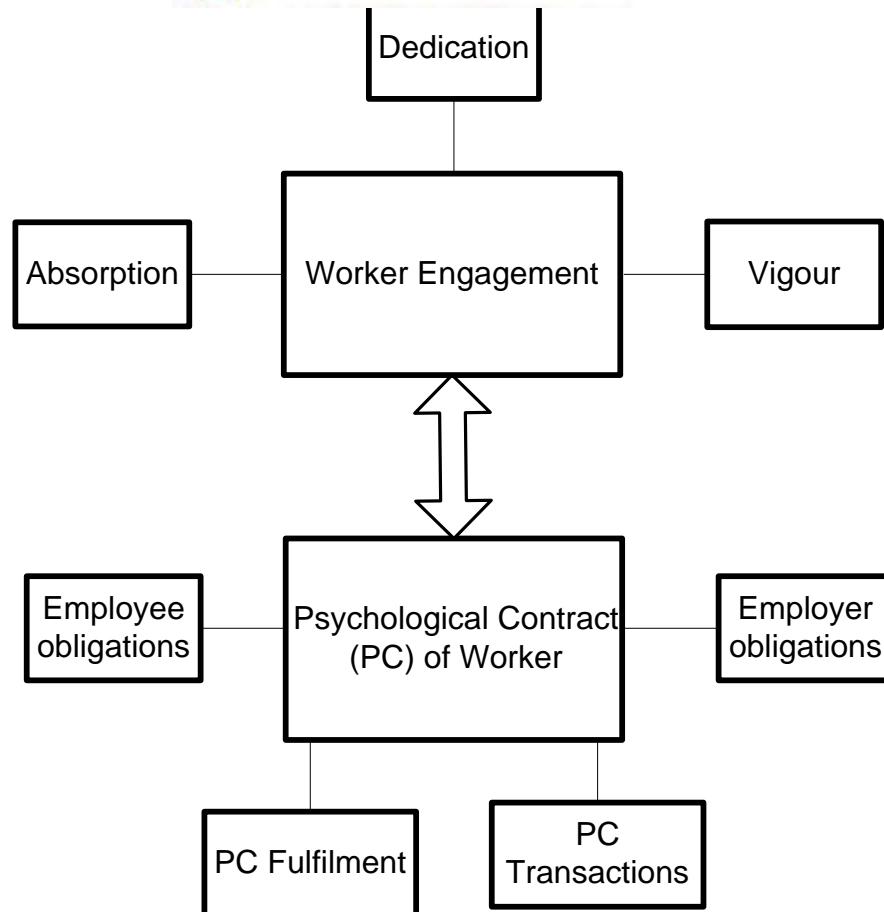 Dedication
Absorption
Worker Engagement
Vigour
Employee
obligations
Psychological Contract
(PC) of Worker
Employer
obligations
PC Fulfilment
PC
Transactions